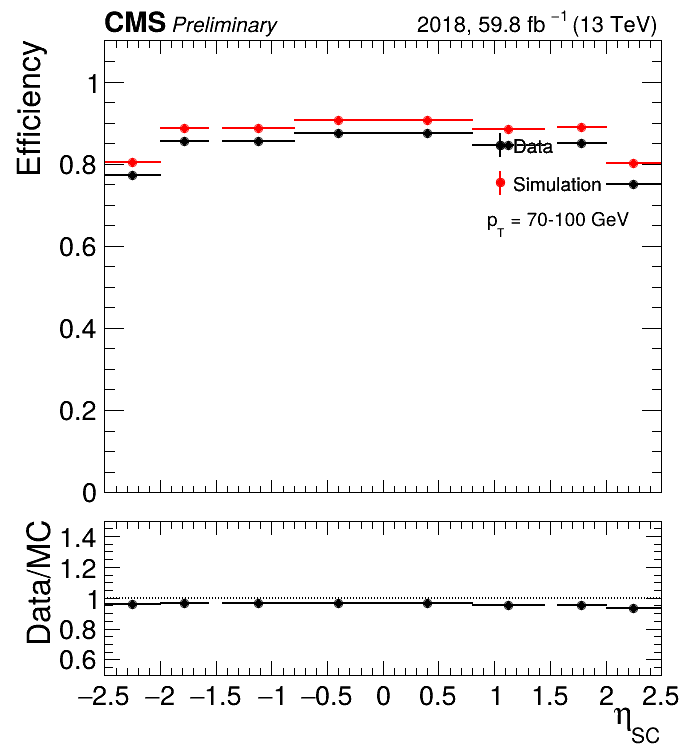 CMS Preliminary 2018, 59.8 fb⁻¹ (13 TeV)
Efficiency
1
0.8
0.6
0.4
0.2
0
Data
Simulation
p_T = 70-100 GeV
Data/MC
1.4
1.2
1
0.8
0.6
−2.5 −2 −1.5 −1 −0.5 0 0.5 1 1.5 2 2.5
η_SC